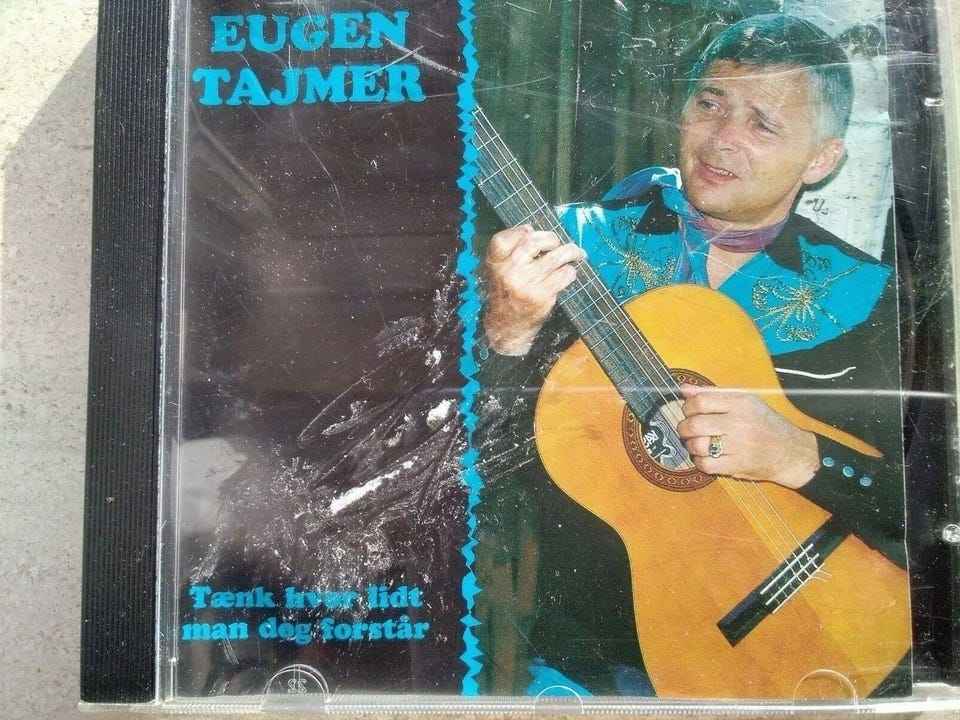 EUGEN
TAJMER
Tænk hvor lidt
man dog forstår